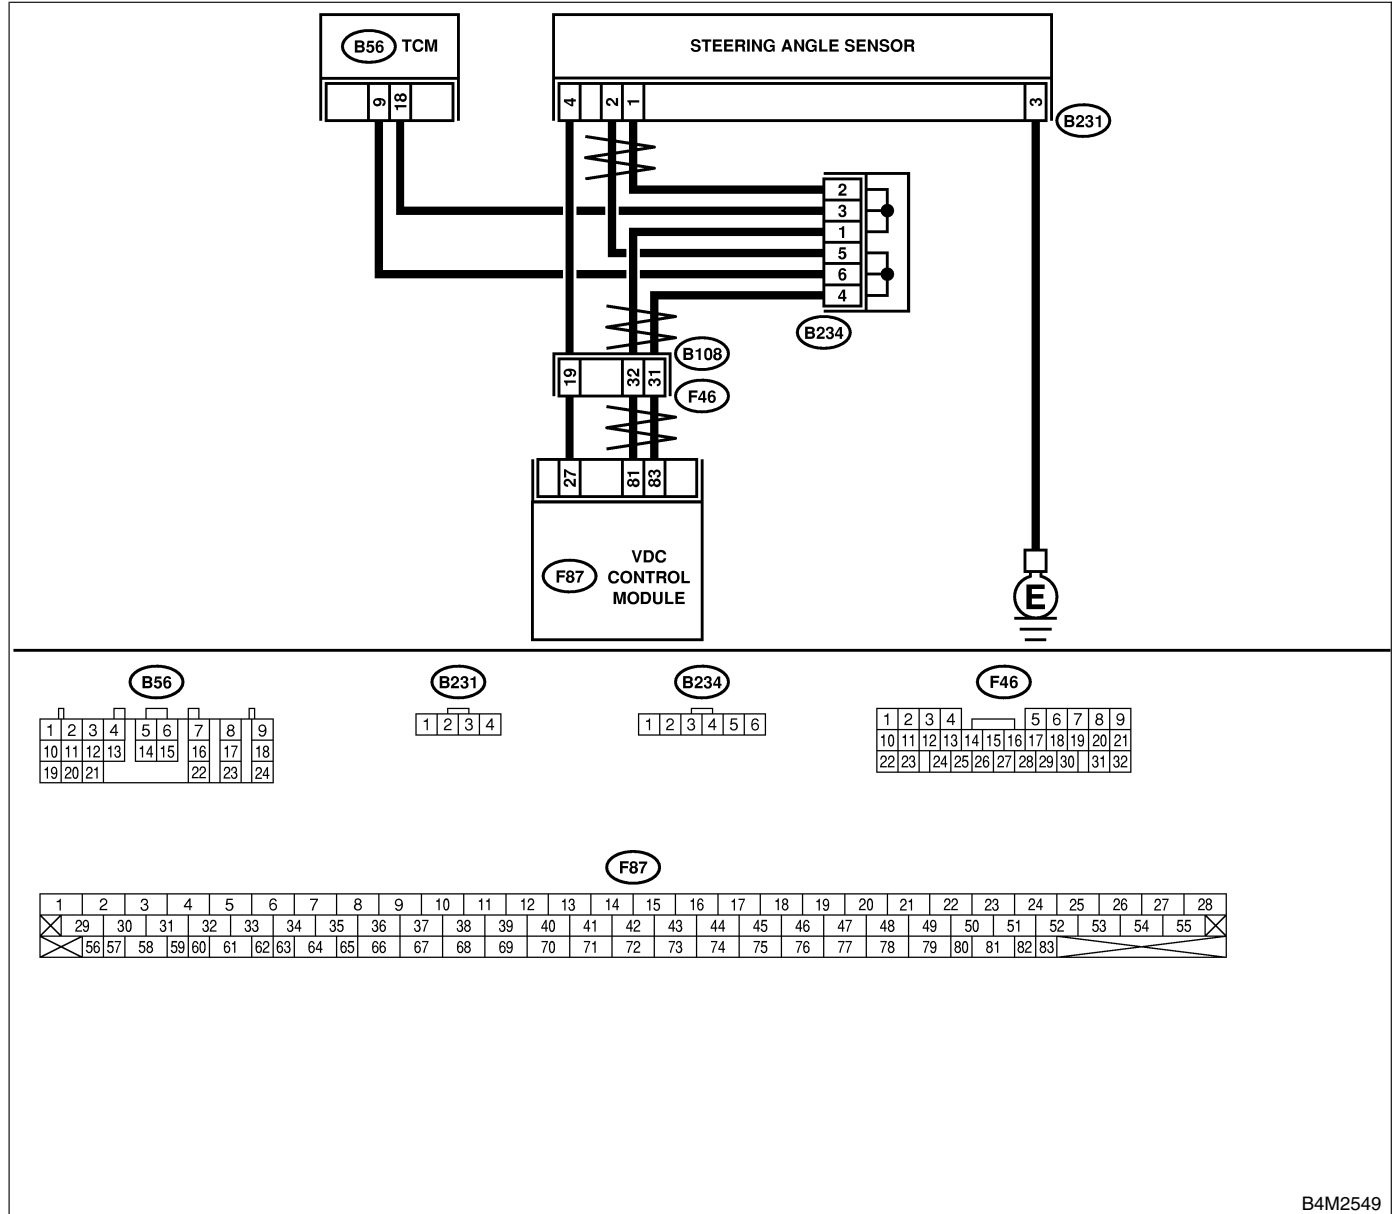 B56 TCM
STEERING ANGLE SENSOR
9 18
4 2 1 3
B231
2
3
1
5
6
4
B234
B108
19 32 31
F46
27 81 83
F87
VDC
CONTROL
MODULE
E
B56
B231
B234
F46
1 2 3 4 5 6 7 8 9
10 11 12 13 14 15 16 17 18
19 20 21 22 23 24
1 2 3 4
1 2 3 4 5 6
1 2 3 4 5 6 7 8 9
10 11 12 13 14 15 16 17 18 19 20 21
22 23 24 25 26 27 28 29 30 31 32
F87
1 2 3 4 5 6 7 8 9 10 11 12 13 14 15 16 17 18 19 20 21 22 23 24 25 26 27 28
29 30 31 32 33 34 35 36 37 38 39 40 41 42 43 44 45 46 47 48 49 50 51 52 53 54 55
56 57 58 59 60 61 62 63 64 65 66 67 68 69 70 71 72 73 74 75 76 77 78 79 80 81 82 83
B4M2549